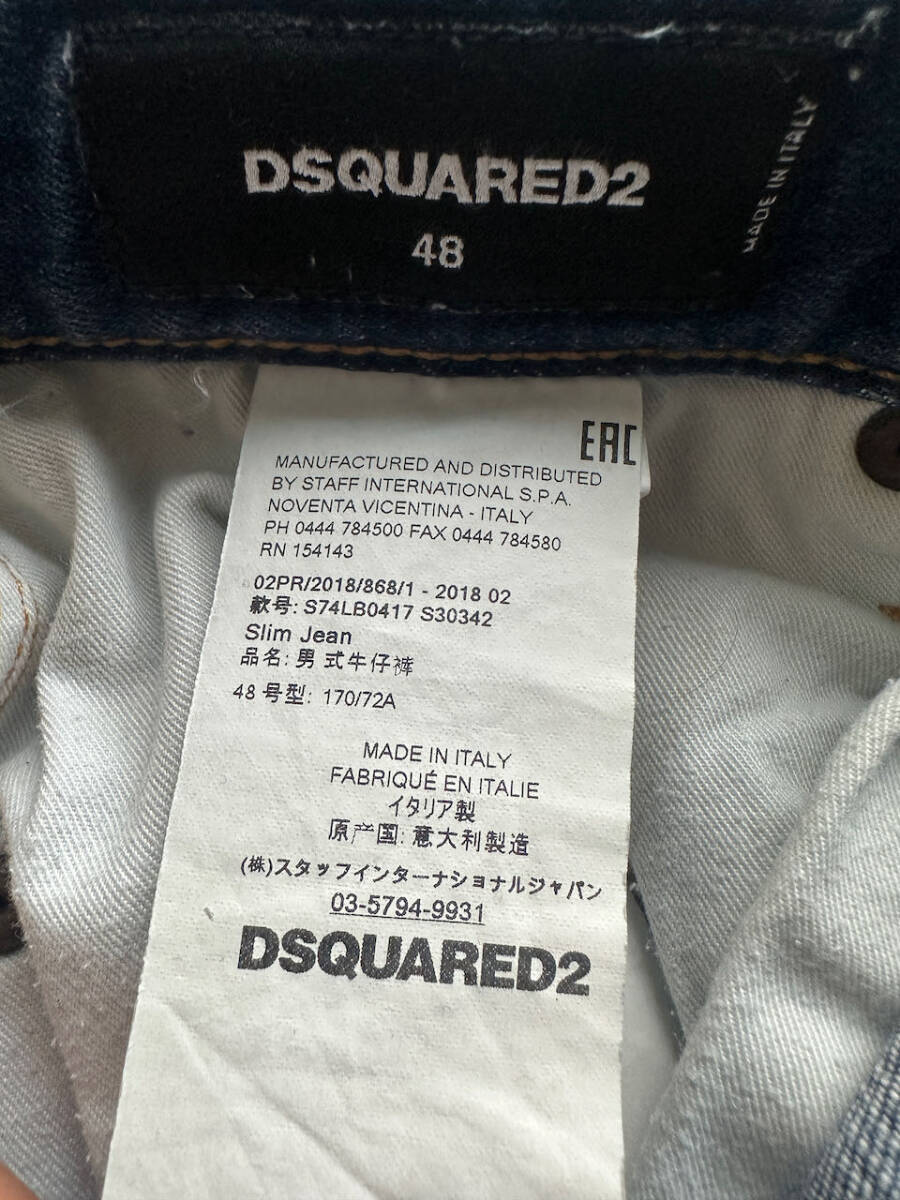 DSQUARED2
48
MADE IN ITALY
EAC
MANUFACTURED AND DISTRIBUTED
BY STAFF INTERNATIONAL S.P.A.
NOVENTA VICENTINA - ITALY
PH 0444 784500 FAX 0444 784580
RN 154143
02PR/2018/868/1 - 2018 02
款号: S74LB0417 S30342
Slim Jean
品名: 男 式牛仔裤
48 号型: 170/72A
MADE IN ITALY
FABRIQUÉ EN ITALIE
イタリア製
原产国: 意大利製造
(株)スタッフインターナショナルジャパン
03-5794-9931
DSQUARED2